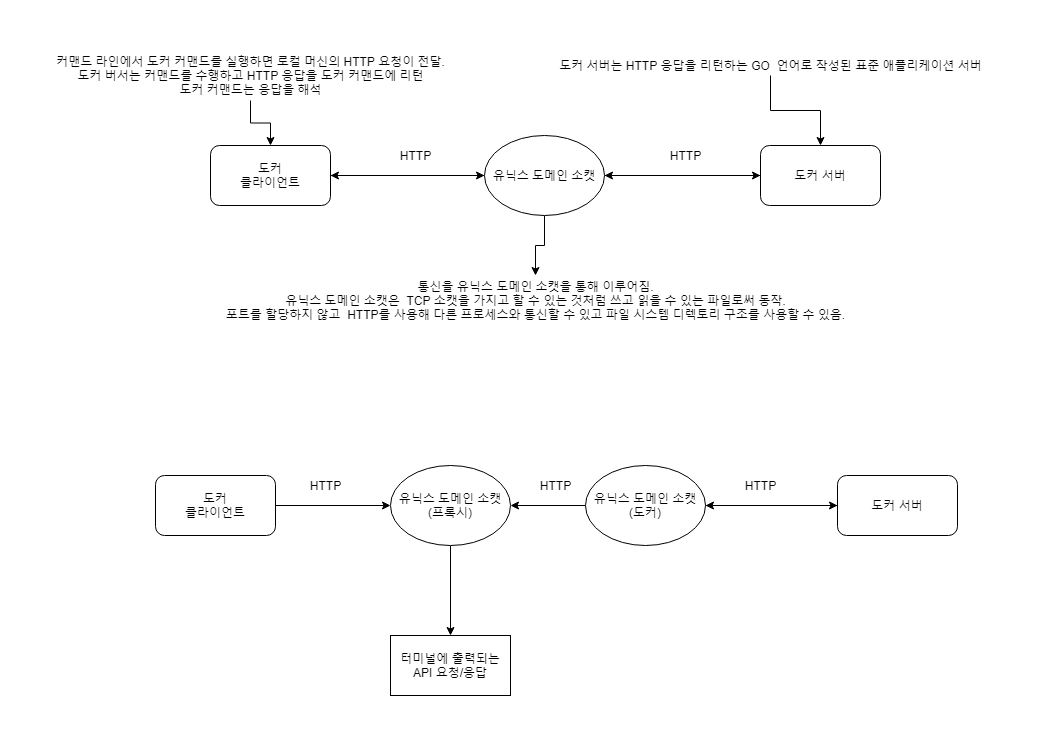 커맨드 라인에서 도커 커맨드를 실행하면 로컬 머신의 HTTP 요청이 전달.
도커 버서는 커맨드를 수행하고 HTTP 응답을 도커 커맨드에 리턴
도커 커맨드는 응답을 해석
도커 서버는 HTTP 응답을 리턴하는 GO 언어로 작성된 표준 애플리케이션 서버
도커
클라이언트
HTTP
유닉스 도메인 소캣
HTTP
도커 서버
통신을 유닉스 도메인 소캣을 통해 이루어짐.
유닉스 도메인 소캣은 TCP 소캣을 가지고 할 수 있는 것처럼 쓰고 읽을 수 있는 파일로써 동작.
포트를 할당하지 않고 HTTP를 사용해 다른 프로세스와 통신할 수 있고 파일 시스템 디렉토리 구조를 사용할 수 있음.
도커
클라이언트
HTTP
유닉스 도메인 소캣
(프록시)
HTTP
유닉스 도메인 소캣
(도커)
HTTP
도커 서버
터미널에 출력되는
API 요청/응답